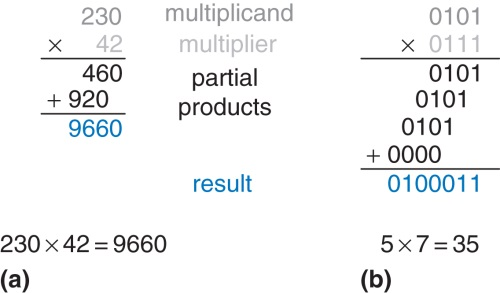 230
× 42
460
+ 920
9660
multiplicand
multiplier
partial
products
result
0101
× 0111
0101
0101
0101
+ 0000
0100011
230 × 42 = 9660
5 × 7 = 35
(a)
(b)